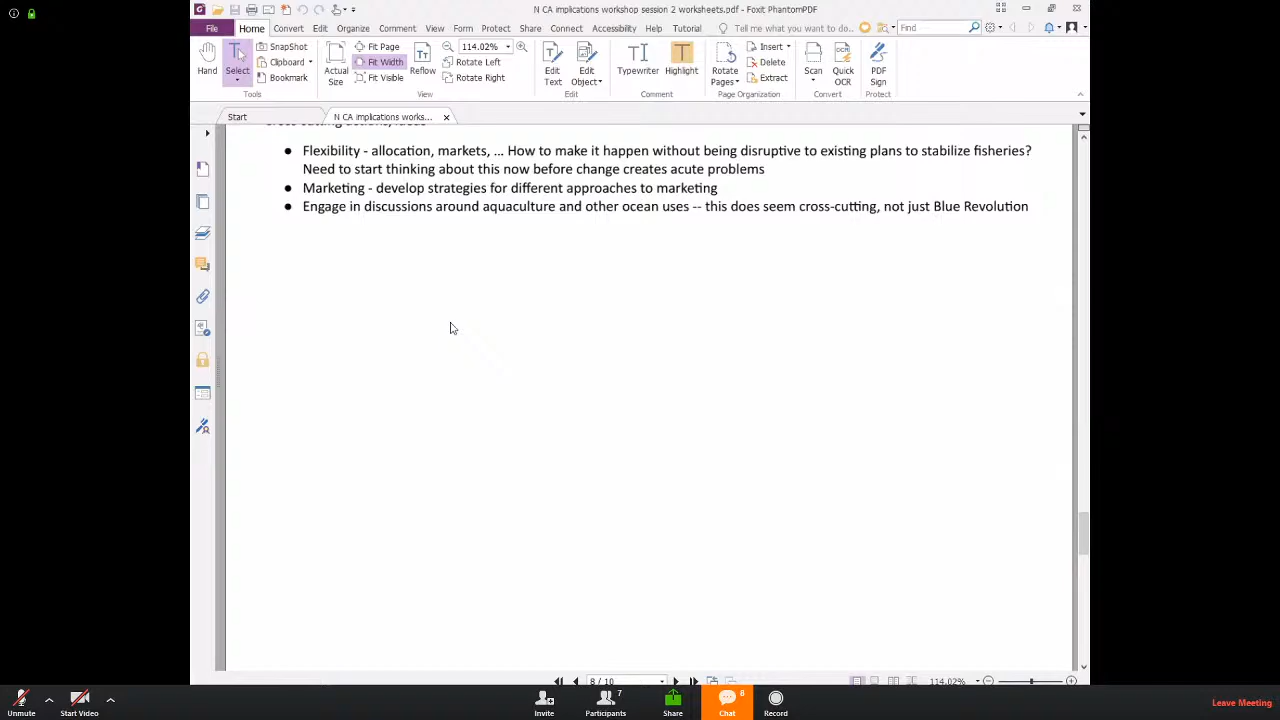 N CA implications workshop session 2 worksheets.pdf - Foxit PhantomPDF
File Home Convert Edit Organize Comment View Form Protect Share Connect Accessibility Help Tutorial Tell me what you want to do.. Find
Hand
Select
SnapShot
Clipboard
Bookmark
Tools
Actual
Size
Fit Page
Fit Width
Fit Visible
Reflow
114.02%
Rotate Left
Rotate Right
View
Edit
Text
Edit
Object
Edit
Typewriter
Highlight
Comment
Rotate
Pages
Insert
Delete
Extract
Page Organization
Scan
Quick
OCR
Convert
PDF
Sign
Protect
Start
N CA implications works...
● Flexibility - allocation, markets, ... How to make it happen without being disruptive to existing plans to stabilize fisheries?
Need to start thinking about this now before change creates acute problems
● Marketing - develop strategies for different approaches to marketing
● Engage in discussions around aquaculture and other ocean uses -- this does seem cross-cutting, not just Blue Revolution
8 / 10
114.02%
Unmute
Start Video
Invite
7
Participants
Share
8
Chat
Record
Leave Meeting